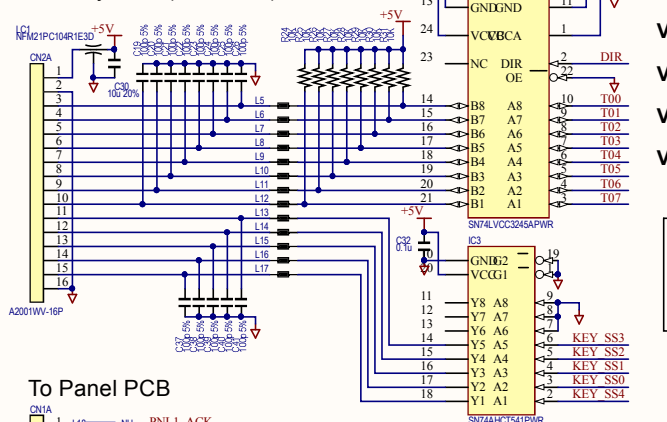 GND GND 11
+5V
LC1
NFM21PC104R1E3D
+5V
24 VCCB VCCA 1
CN2A
23 NC DIR 2 DIR
OE 22
C30
10u 20%
1
2
3 L5 14 B8 A8 10 T00
4 L6 15 B7 A7 9 T01
5 L7 16 B6 A6 8 T02
6 L8 17 B5 A5 7 T03
7 L9 18 B4 A4 6 T04
8 L10 19 B3 A3 5 T05
9 L11 20 B2 A2 4 T06
10 L12 21 B1 A1 3 T07
11 L13
12 L14
13 L15
14 L16
15 L17
16
+5V
SN74LVCC3245APWR
C32
0.1u
IC3
GND G2 19
VCC G1
11 Y8 A8 9
12 Y7 A7 8
13 Y6 A6 7
14 Y5 A5 6 KEY_SS3
15 Y4 A4 5 KEY_SS2
16 Y3 A3 4 KEY_SS1
17 Y2 A2 3 KEY_SS0
18 Y1 A1 2 KEY_SS4
A2001WV-16P
C37
100p 5%
To Panel PCB
SN74AHCT541PWR
CN1A
PNL1_ACK